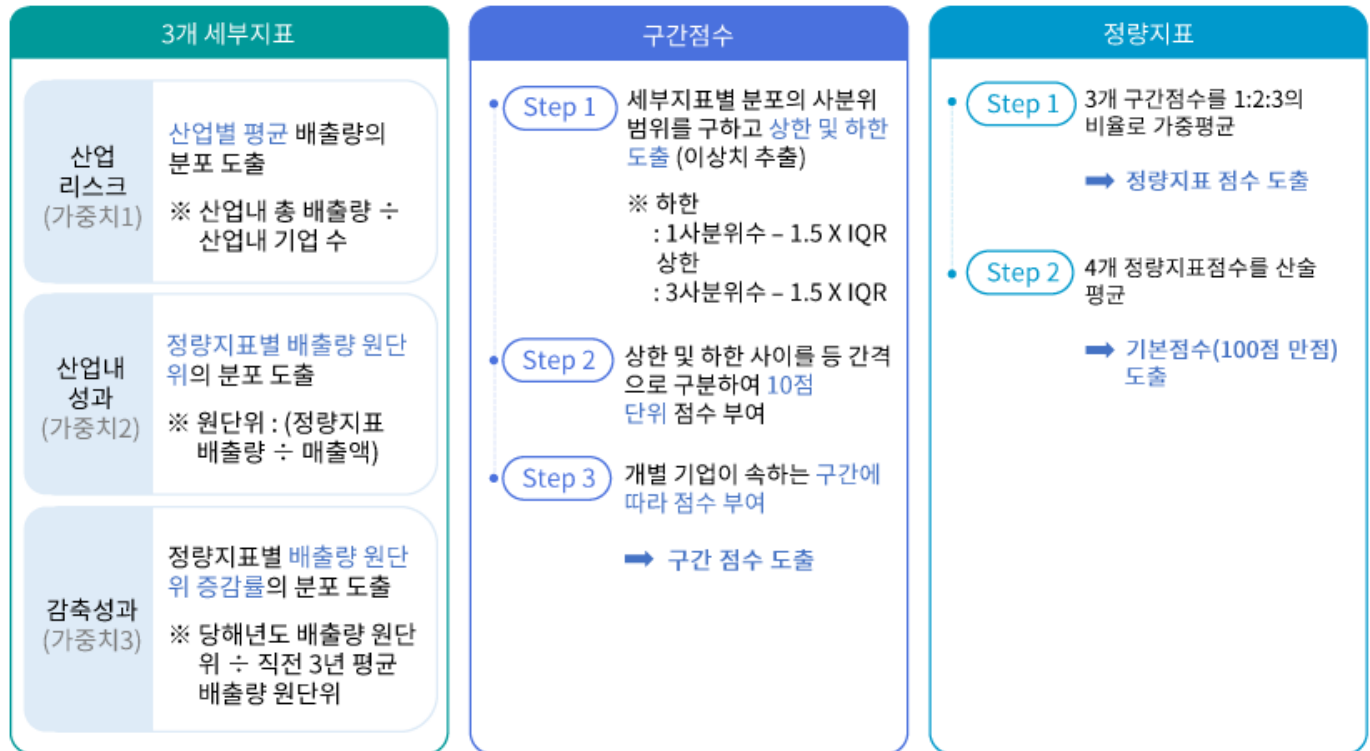 3개 세부지표
산업
리스크
(가중치1)
산업별 평균 배출량의
분포 도출
※ 산업내 총 배출량 ÷
산업내 기업 수
산업내
성과
(가중치2)
정량지표별 배출량 원단
위의 분포 도출
※ 원단위 : (정량지표
배출량 ÷ 매출액)
감축성과
(가중치3)
정량지표별 배출량 원단
위 증감률의 분포 도출
※ 당해년도 배출량 원단
위 ÷ 직전 3년 평균
배출량 원단위
구간점수
Step 1
세부지표별 분포의 사분위
범위를 구하고 상한 및 하한
도출 (이상치 추출)
※ 하한
: 1사분위수 – 1.5 X IQR
상한
: 3사분위수 – 1.5 X IQR
Step 2
상한 및 하한 사이를 등 간격
으로 구분하여 10점
단위 점수 부여
Step 3
개별 기업이 속하는 구간에
따라 점수 부여
➡ 구간 점수 도출
정량지표
Step 1
3개 구간점수를 1:2:3의
비율로 가중평균
➡ 정량지표 점수 도출
Step 2
4개 정량지표점수를 산술
평균
➡ 기본점수(100점 만점)
도출